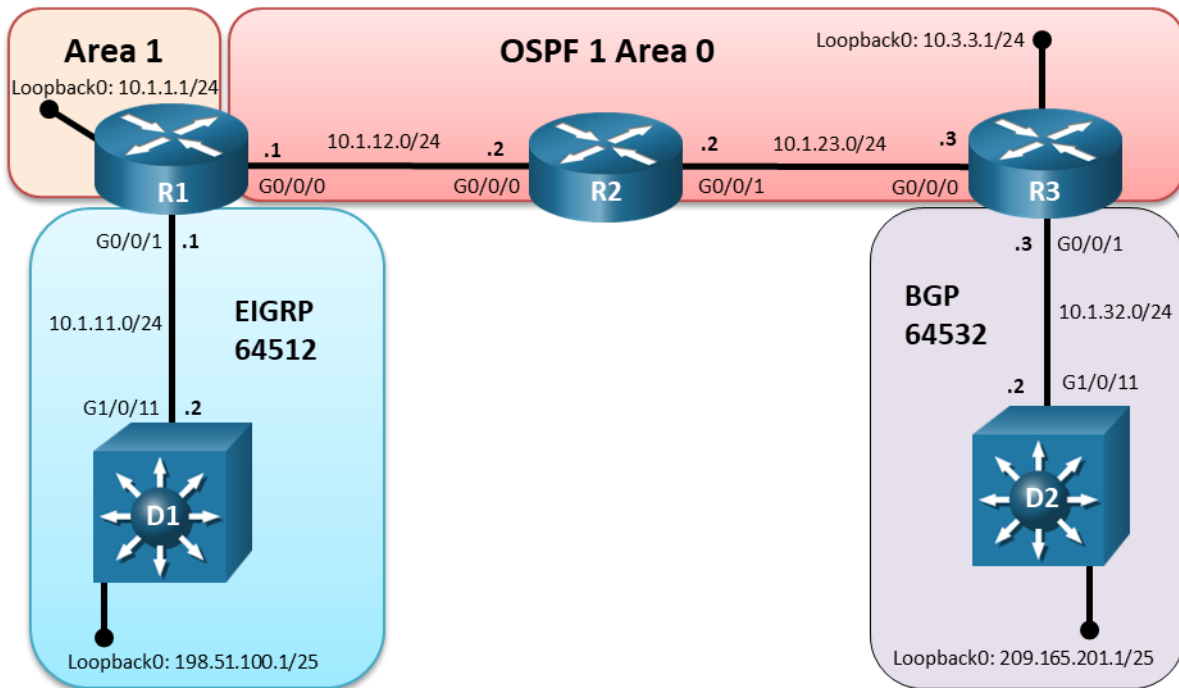 Area 1
OSPF 1 Area 0
Loopback0: 10.3.3.1/24
Loopback0: 10.1.1.1/24
.1
10.1.12.0/24
.2
.2
10.1.23.0/24
.3
R1
G0/0/0
G0/0/0
R2
G0/0/1
G0/0/0
R3
G0/0/1
.1
.3
G0/0/1
10.1.11.0/24
EIGRP
64512
BGP
64532
10.1.32.0/24
G1/0/11
.2
.2
G1/0/11
D1
D2
Loopback0: 198.51.100.1/25
Loopback0: 209.165.201.1/25